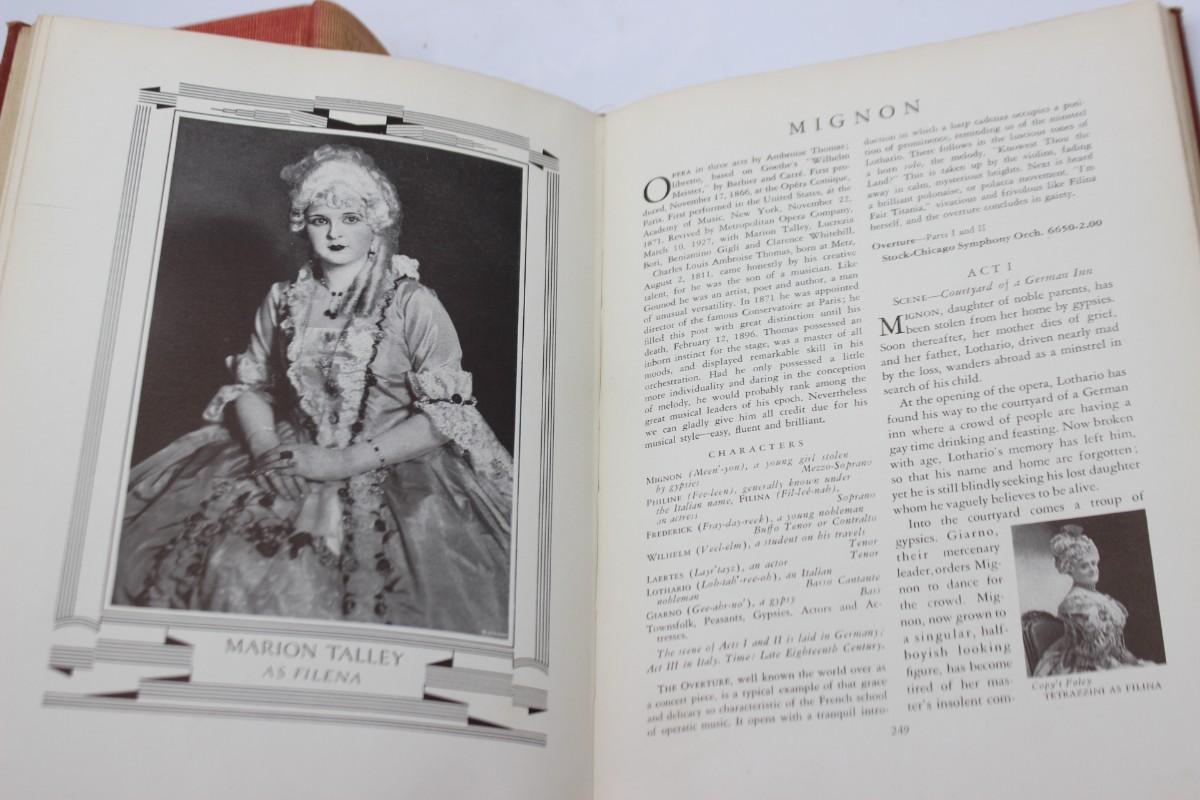 MARION TALLEY
AS FILENA
MIGNON
OPERA in three acts by Ambroise Thomas;
libretto, based on Goethe's "Wilhelm
Meister," by Barbier and Carré. First pro-
duced, November 17, 1866, at the Opéra Comique,
Paris. First performed in the United States, at the
Academy of Music, New York, November 22,
1871. Revived by Metropolitan Opera Company,
March 10, 1927, with Marion Talley, Lucrezia
Bori, Beniamino Gigli and Clarence Whitehill.
Charles Louis Ambroise Thomas, born at Metz,
August 2, 1811, came honestly by his creative
talent, for he was the son of a musician. Like
Gounod he was an artist, poet and author, a man
of unusual versatility. In 1871 he was appointed
director of the famous Conservatoire at Paris; he
filled this post with great distinction until his
death, February 12, 1896. Thomas possessed an
inborn instinct for the stage, was a master of all
moods, and displayed remarkable skill in his
orchestration. Had he only possessed a little
more individuality and daring in the conception
of melody, he would probably rank among the
great musical leaders of his epoch. Nevertheless
we can gladly give him all credit due for his
musical style—easy, fluent and brilliant.
CHARACTERS
MIGNON (Meen'-yon), a young girl stolen
by gypsies Mezzo-Soprano
PHILINE (Fee-leen), generally known under
the Italian name, FILINA (Fil-leé-nah),
an actress Soprano
FREDERICK (Fray-day-reek), a young nobleman
Buffo Tenor or Contralto
WILHELM (Veel-elm), a student on his travels
Tenor
LAERTES (Layr'-tayz), an actor Tenor
LOTHARIO (Loh-tah'-ree-oh), an Italian
nobleman Basso Cantante
GIARNO (Gee-ahr-no'), a gypsy Bass
Townsfolk, Peasants, Gypsies, Actors and Ac-
tresses.
The scene of Acts I and II is laid in Germany;
Act III in Italy. Time: Late Eighteenth Century.
THE OVERTURE, well known the world over as
a concert piece, is a typical example of that grace
and delicacy so characteristic of the French school
of operatic music. It opens with a tranquil intro-
duction in which a harp cadenze occupies a posi-
tion of prominence, reminding us of the minstrel
Lothario. There follows in the luscious tones of
a horn solo, the melody, "Knowest Thou the
Land?" This is taken up by the violins, fading
away in calm, mysterious heights. Next is heard
a brilliant polonaise, or polacca movement, "I'm
Fair Titania," vivacious and frivolous like Filina
herself, and the overture concludes in gaiety.
Overture—Parts I and II
Stock-Chicago Symphony Orch. 6650-2.00
ACT I
SCENE—Courtyard of a German Inn
MIGNON, daughter of noble parents, has
been stolen from her home by gypsies.
Soon thereafter, her mother dies of grief,
and her father, Lothario, driven nearly mad
by the loss, wanders abroad as a minstrel in
search of his child.
At the opening of the opera, Lothario has
found his way to the courtyard of a German
inn where a crowd of people are having a
gay time drinking and feasting. Now broken
with age, Lothario's memory has left him,
so that his name and home are forgotten;
yet he is still blindly seeking his lost daughter
whom he vaguely believes to be alive.
Into the courtyard comes a troup of
gypsies. Giarno,
their mercenary
leader, orders Mig-
non to dance for
the crowd. Mig-
non, now grown to
a singular, half-
boyish looking
figure, has become
tired of her mas-
ter's insolent com-
Copy't Foley
TETRAZZINI AS FILINA
249